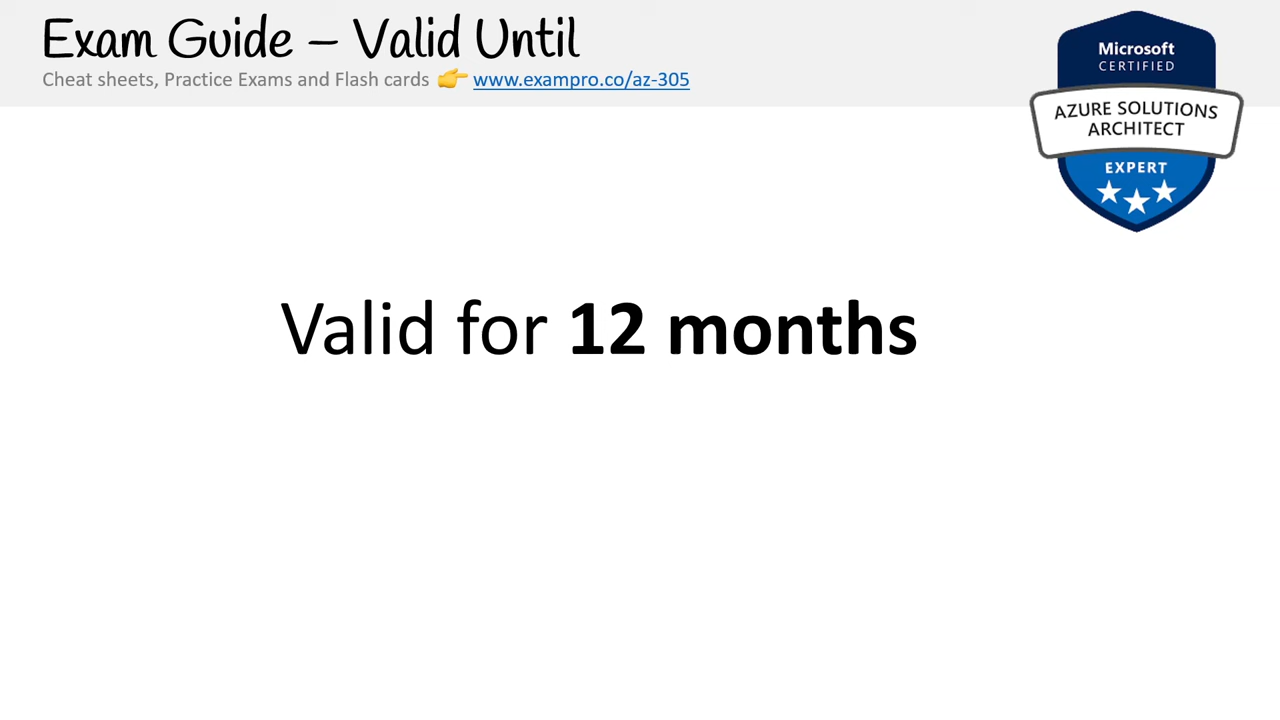 Exam Guide – Valid Until
Cheat sheets, Practice Exams and Flash cards 👉 www.exampro.co/az-305
Microsoft
CERTIFIED
AZURE SOLUTIONS
ARCHITECT
EXPERT
Valid for 12 months